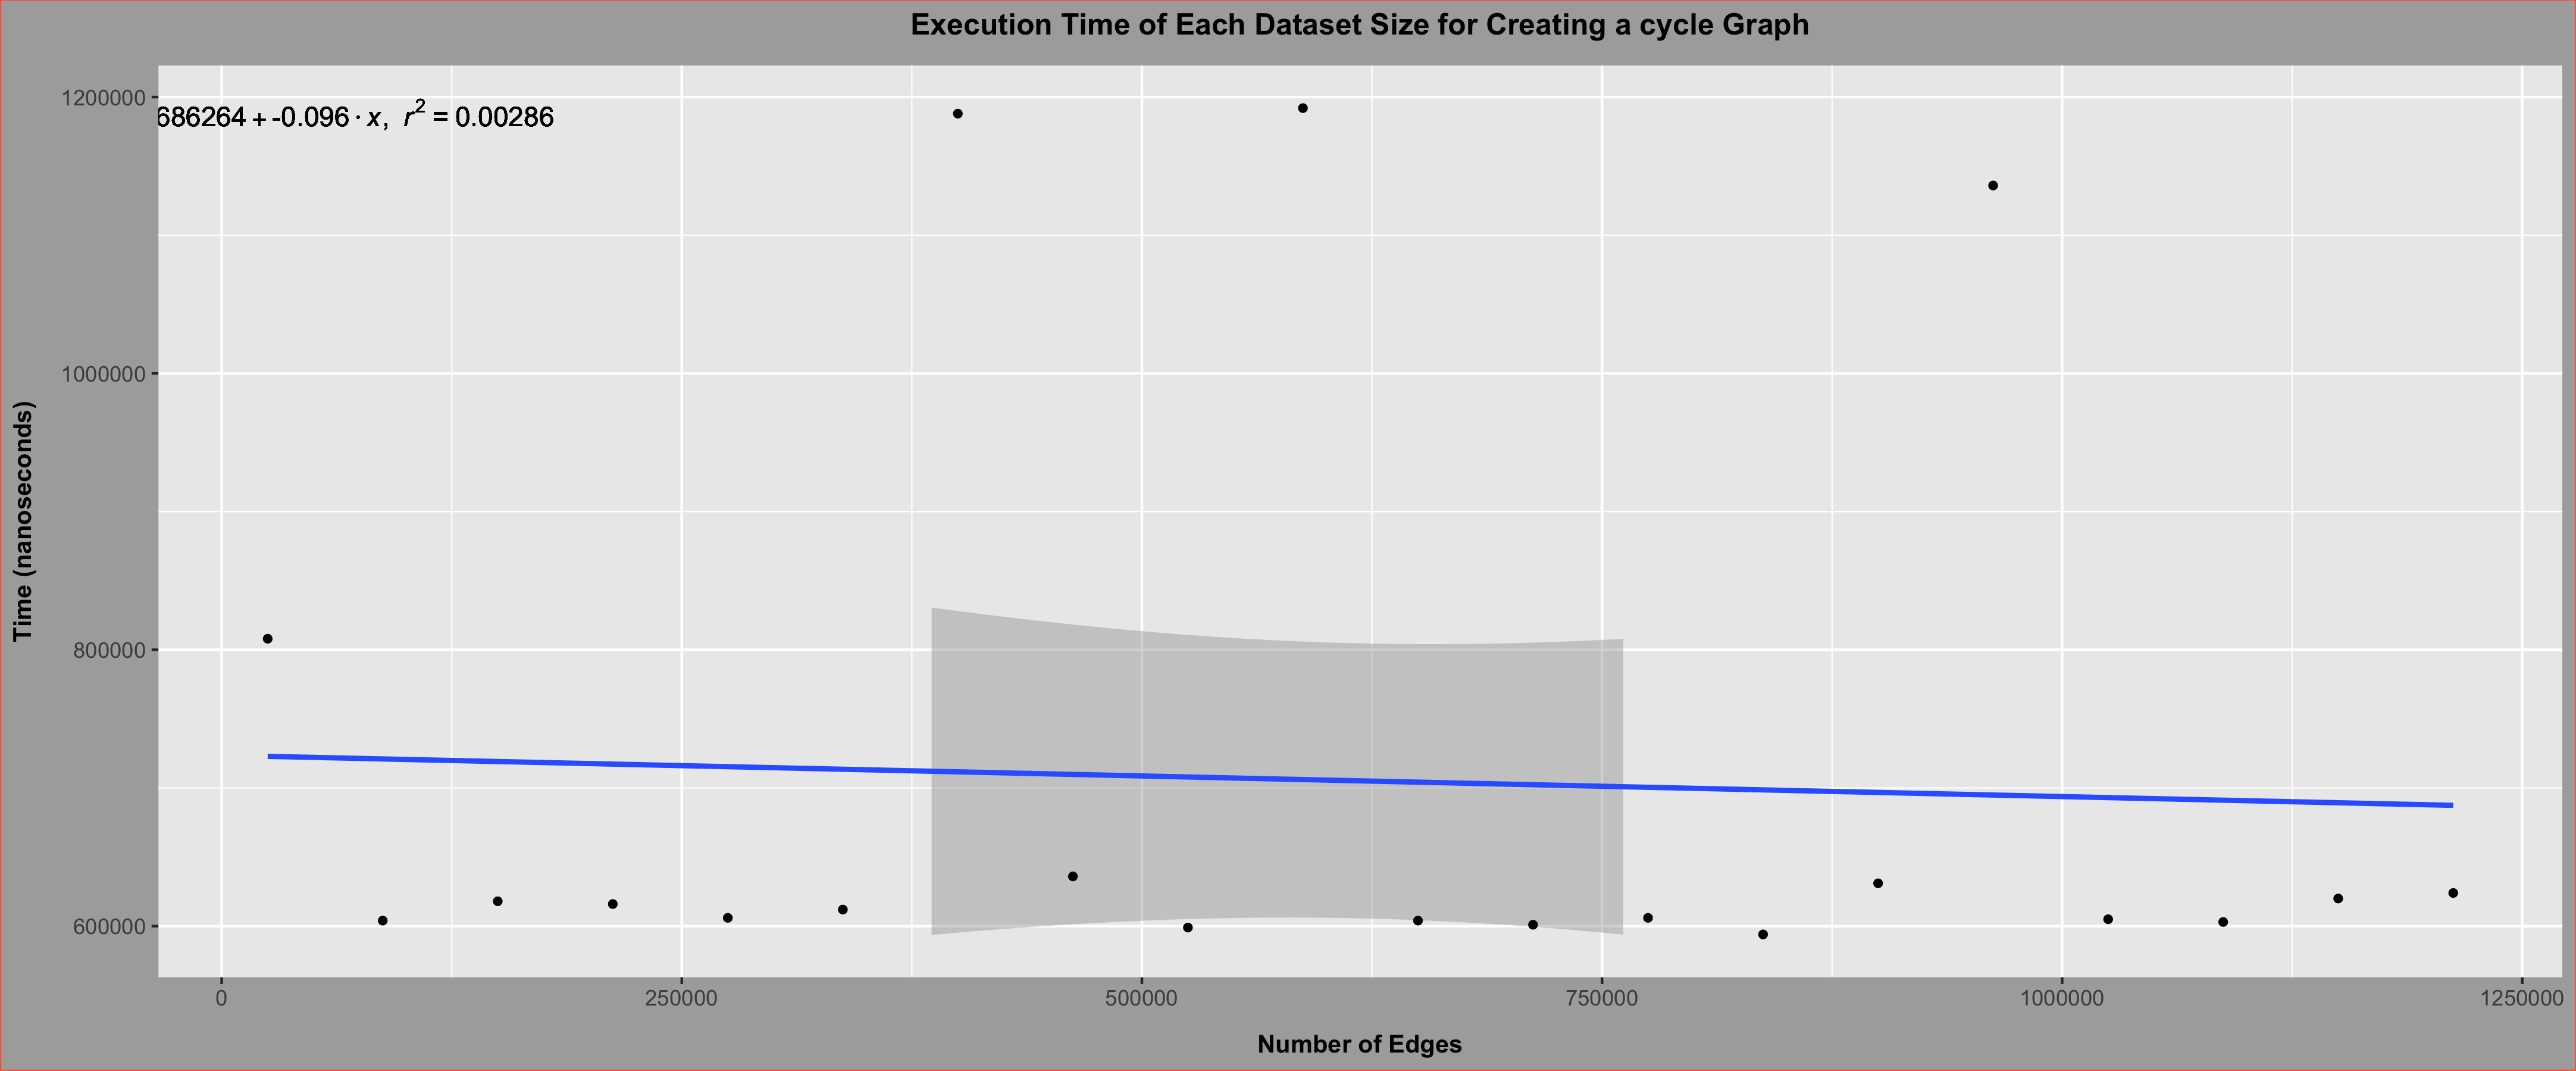 Execution Time of Each Dataset Size for Creating a cycle Graph
686264 + -0.096 · x, r² = 0.00286
1200000
1000000
800000
600000
Time (nanoseconds)
0 250000 500000 750000 1000000 1250000
Number of Edges